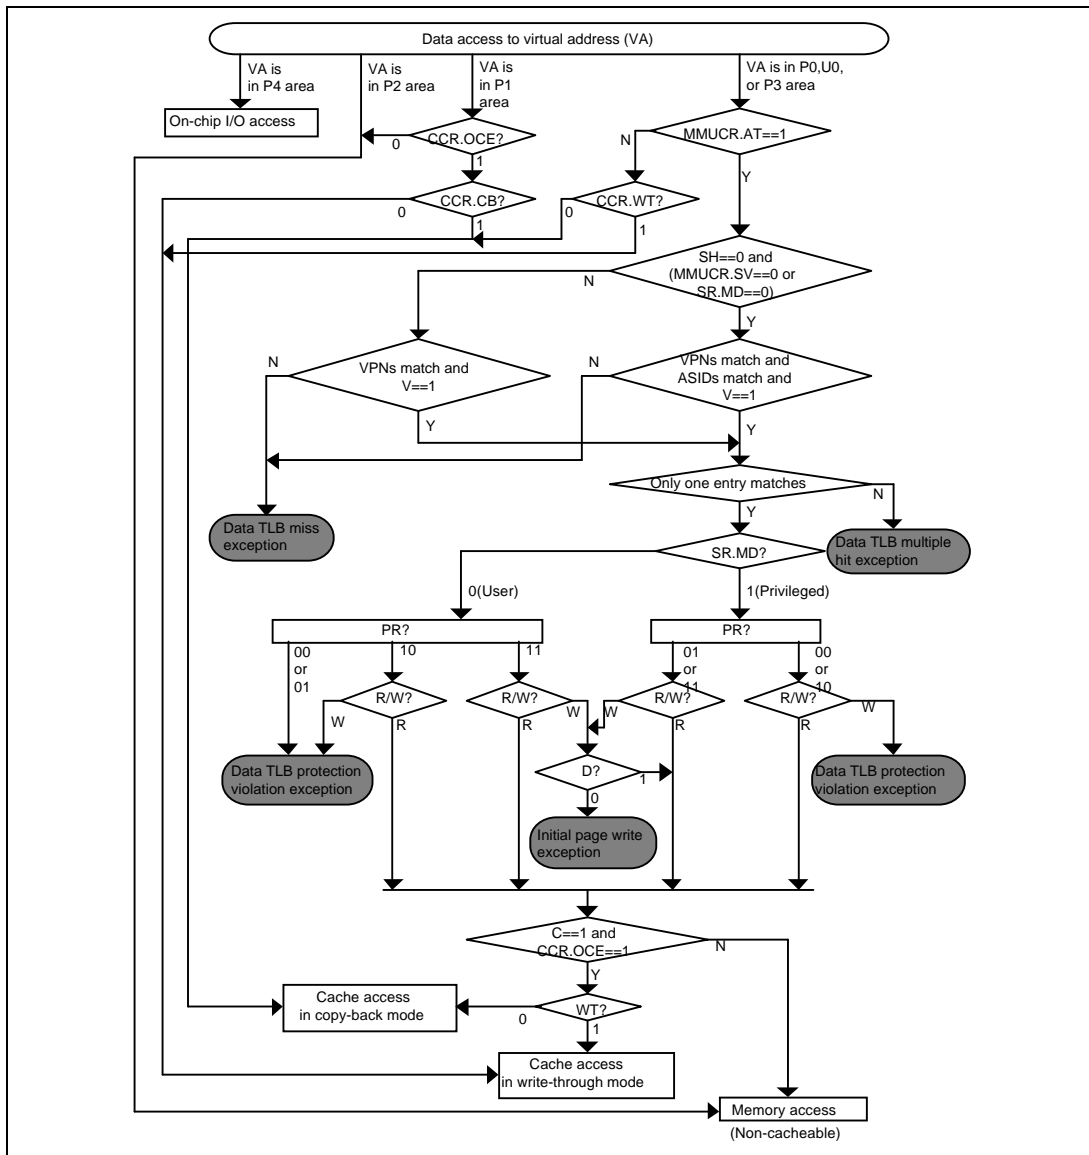 Data access to virtual address (VA)
VA is
in P4 area
VA is
in P2 area
VA is
in P1
area
VA is in P0,U0,
or P3 area
On-chip I/O access
CCR.OCE?
0
1
MMUCR.AT==1
N
Y
CCR.CB?
0
1
CCR.WT?
0
1
SH==0 and
(MMUCR.SV==0 or
SR.MD==0)
N
Y
VPNs match and
V==1
N
Y
VPNs match and
ASIDs match and
V==1
N
Y
Only one entry matches
N
Y
Data TLB miss
exception
Data TLB multiple
hit exception
SR.MD?
0(User)
1(Privileged)
PR?
PR?
00
or
01
10
11
01
or
11
00
or
10
R/W?
R/W?
R/W?
R/W?
W
R
W
R
W
R
W
R
Data TLB protection
violation exception
D?
1
0
Data TLB protection
violation exception
Initial page write
exception
C==1 and
CCR.OCE==1
N
Y
Cache access
in copy-back mode
WT?
0
1
Cache access
in write-through mode
Memory access
(Non-cacheable)